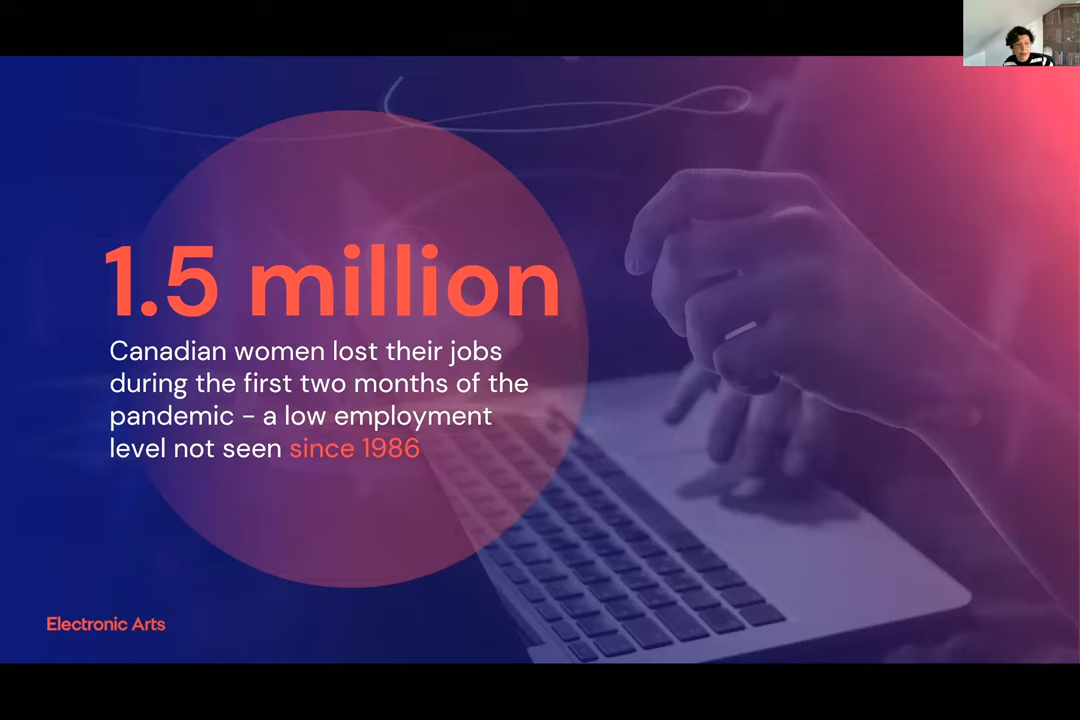 1.5 million
Canadian women lost their jobs
during the first two months of the
pandemic - a low employment
level not seen since 1986
Electronic Arts